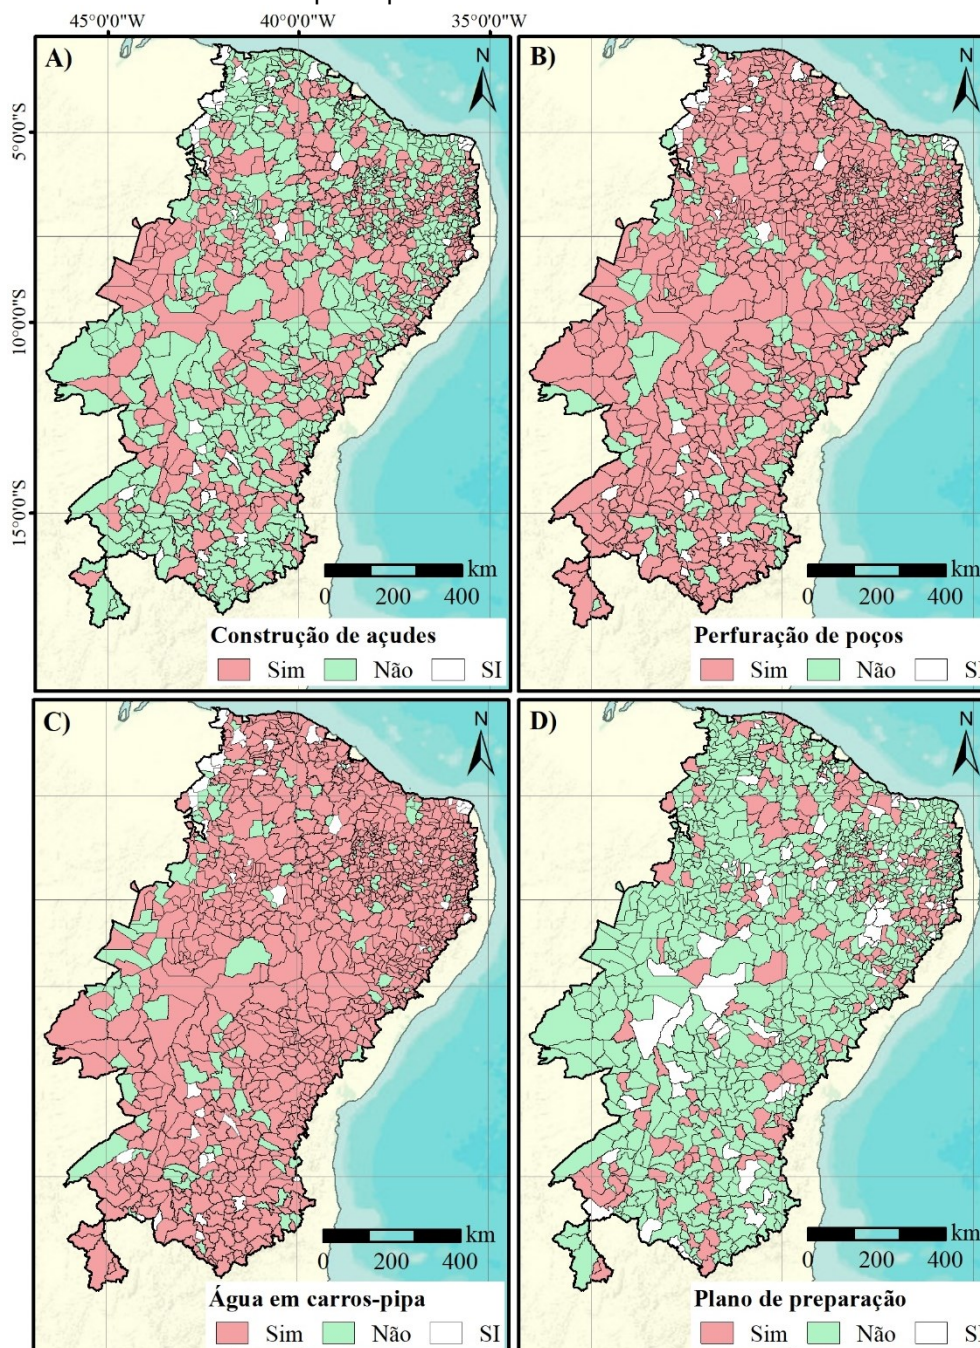 45°0'0"W 40°0'0"W 35°0'0"W
A) N
B) N
5°0'0"S
10°0'0"S
15°0'0"S
km
0 200 400
Construção de açudes
Sim Não SI
km
0 200 400
Perfuração de poços
Sim Não S
C) N
D) N
km
0 200 400
Água em carros-pipa
Sim Não SI
km
0 200 400
Plano de preparação
Sim Não S